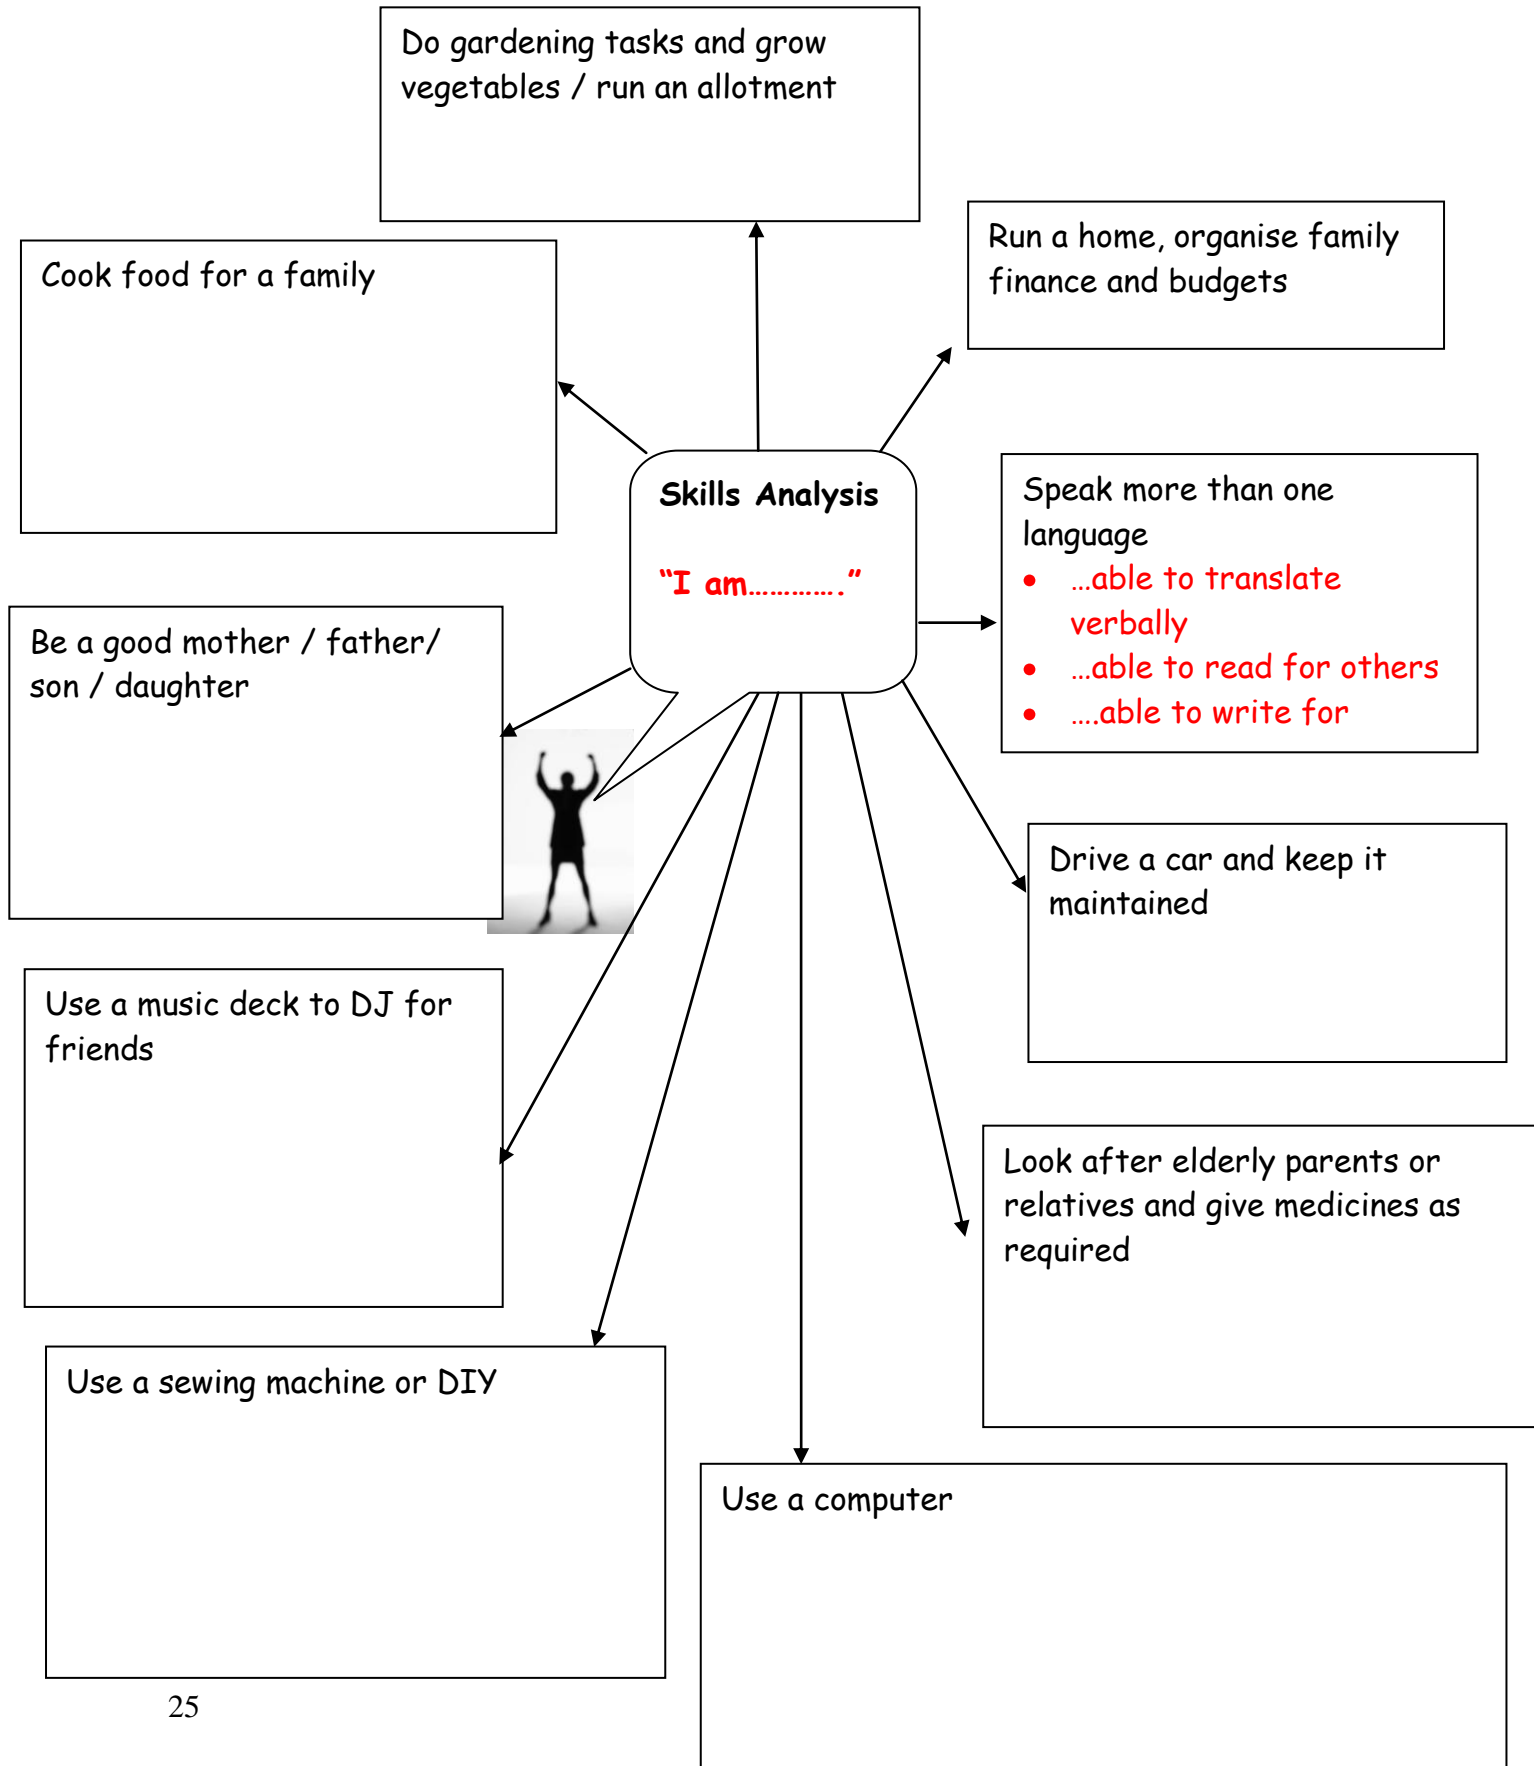 Do gardening tasks and grow
vegetables / run an allotment
Run a home, organise family
finance and budgets
Cook food for a family
Skills Analysis
"I am…………."
Speak more than one
language
• …able to translate
verbally
• …able to read for others
• ….able to write for
Be a good mother / father/
son / daughter
Drive a car and keep it
maintained
Use a music deck to DJ for
friends
Look after elderly parents or
relatives and give medicines as
required
Use a sewing machine or DIY
Use a computer
25